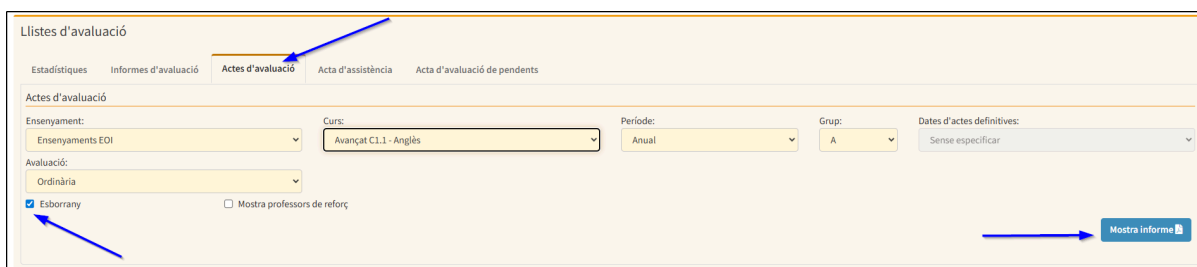 Llistes d'avaluació
Estadístiques Informes d'avaluació Actes d'avaluació Acta d'assistència Acta d'avaluació de pendents
Actes d'avaluació
Ensenyament: Curs: Període: Grup: Dates d'actes definitives:
Ensenyaments EOI Avançat C1.1 - Anglès Anual A Sense especificar
Avaluació:
Ordinària
Esborrany Mostra professors de reforç
Mostra informe